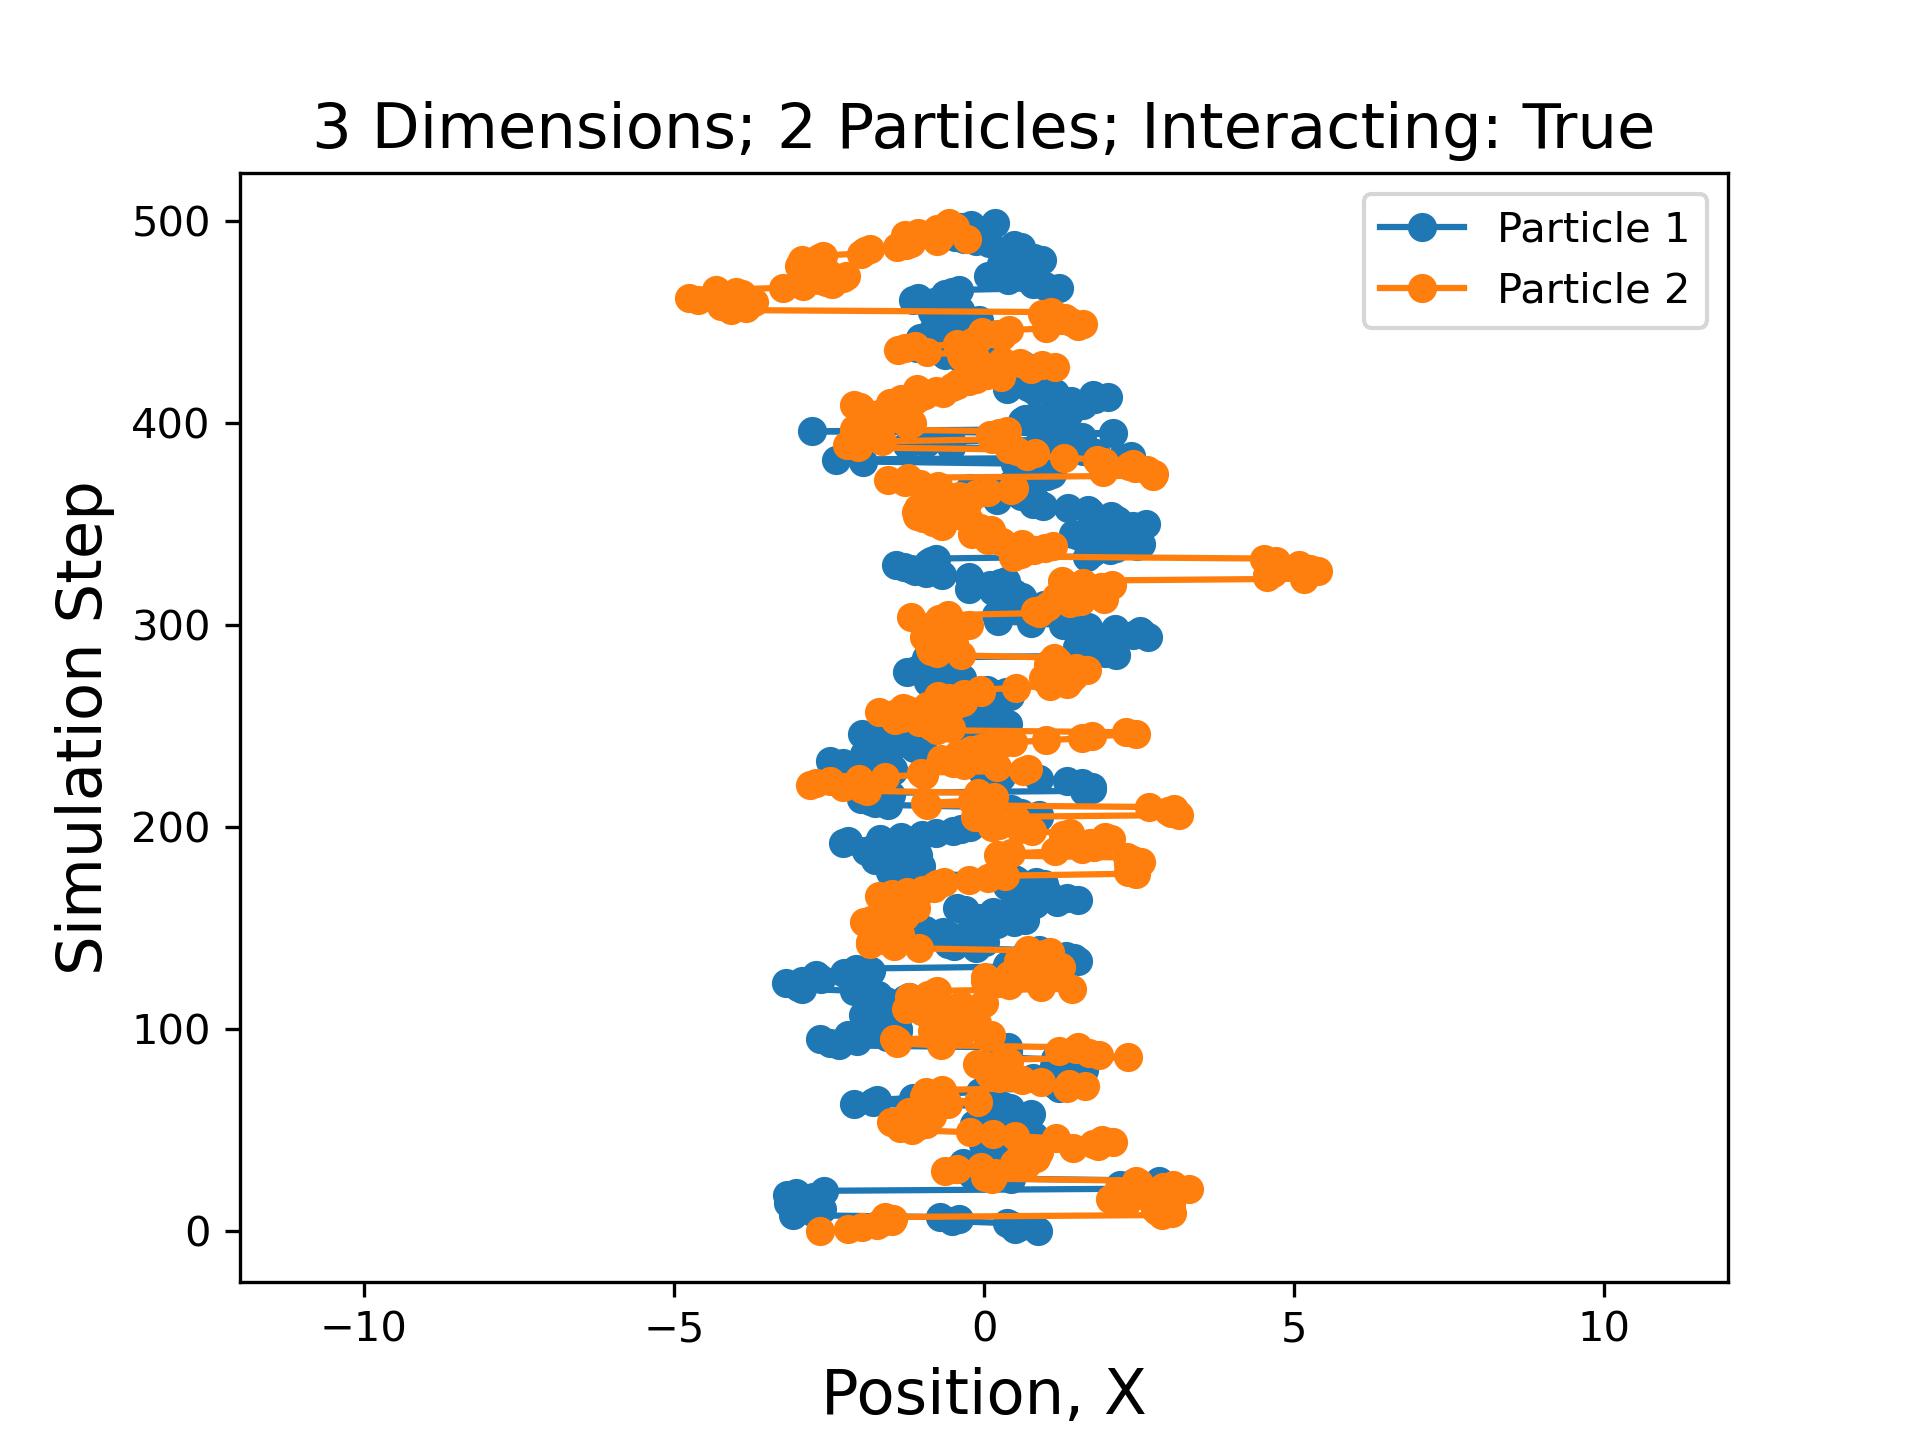 3 Dimensions; 2 Particles; Interacting: True
Particle 1
Particle 2
500
400
300
200
100
0
Simulation Step
−10
−5
0
5
10
Position, X